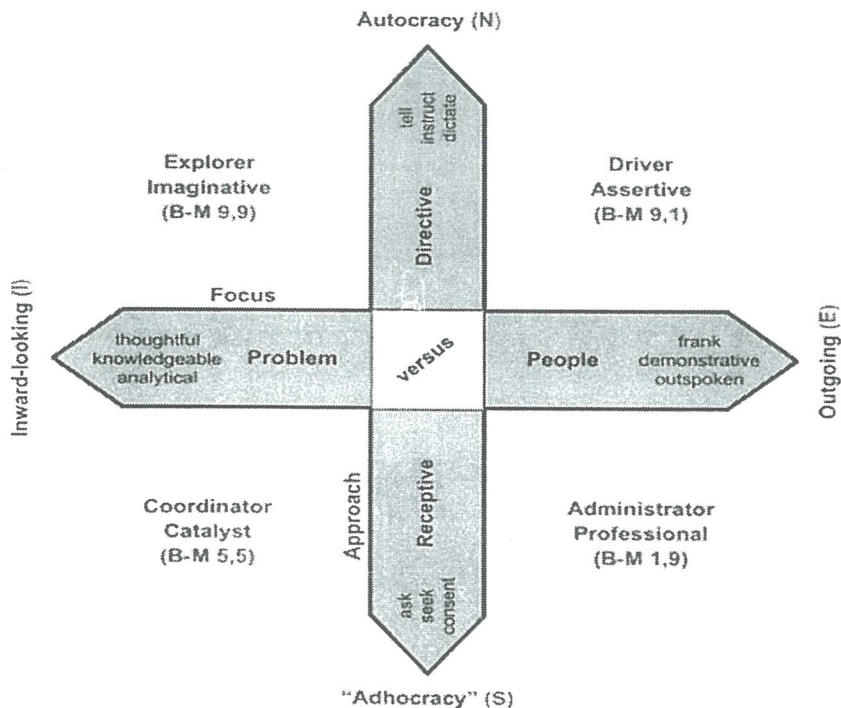 Autocracy (N)
tell
instruct
dictate
Directive
Explorer
Imaginative
(B-M 9,9)
Driver
Assertive
(B-M 9,1)
Inward-looking (I)
Focus
thoughtful
knowledgeable
analytical
Problem
versus
People
frank
demonstrative
outspoken
Outgoing (E)
Coordinator
Catalyst
(B-M 5,5)
Approach
Receptive
ask
seek
consent
Administrator
Professional
(B-M 1,9)
“Adhocracy” (S)